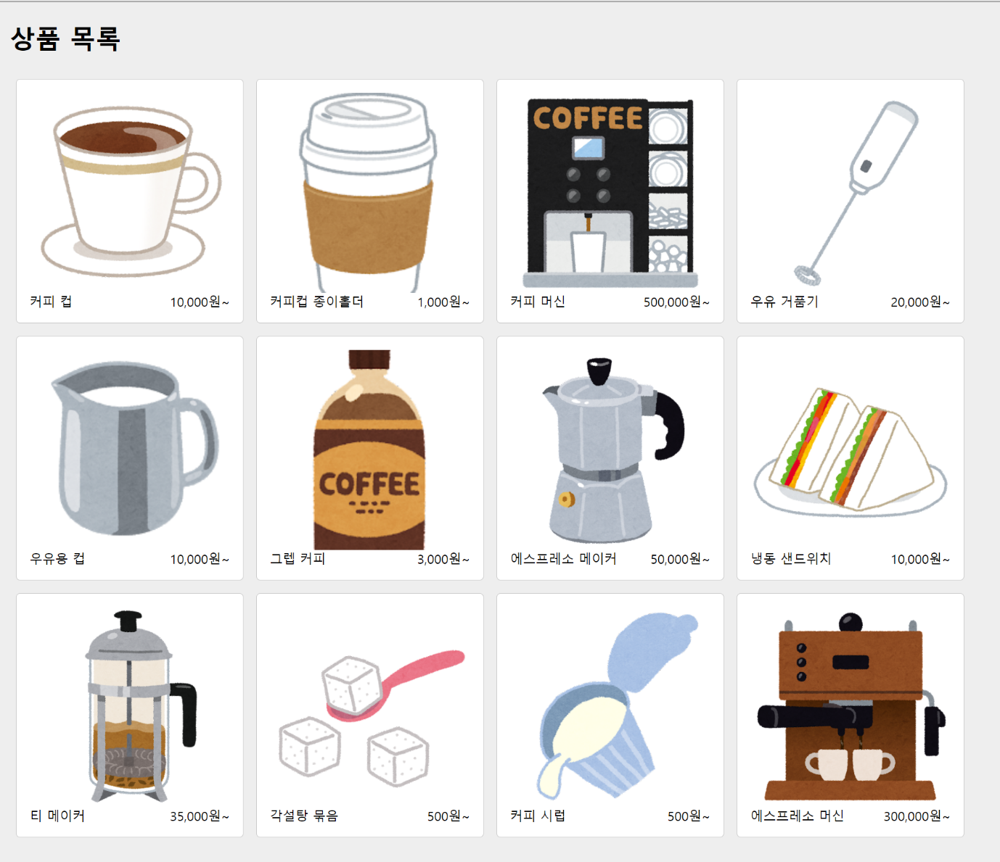 상품 목록
COFFEE
커피 컵 10,000원~
커피컵 종이홀더 1,000원~
커피 머신 500,000원~
우유 거품기 20,000원~
COFFEE
우유용 컵 10,000원~
그렙 커피 3,000원~
에스프레소 메이커 50,000원~
냉동 샌드위치 10,000원~
티 메이커 35,000원~
각설탕 묶음 500원~
커피 시럽 500원~
에스프레소 머신 300,000원~